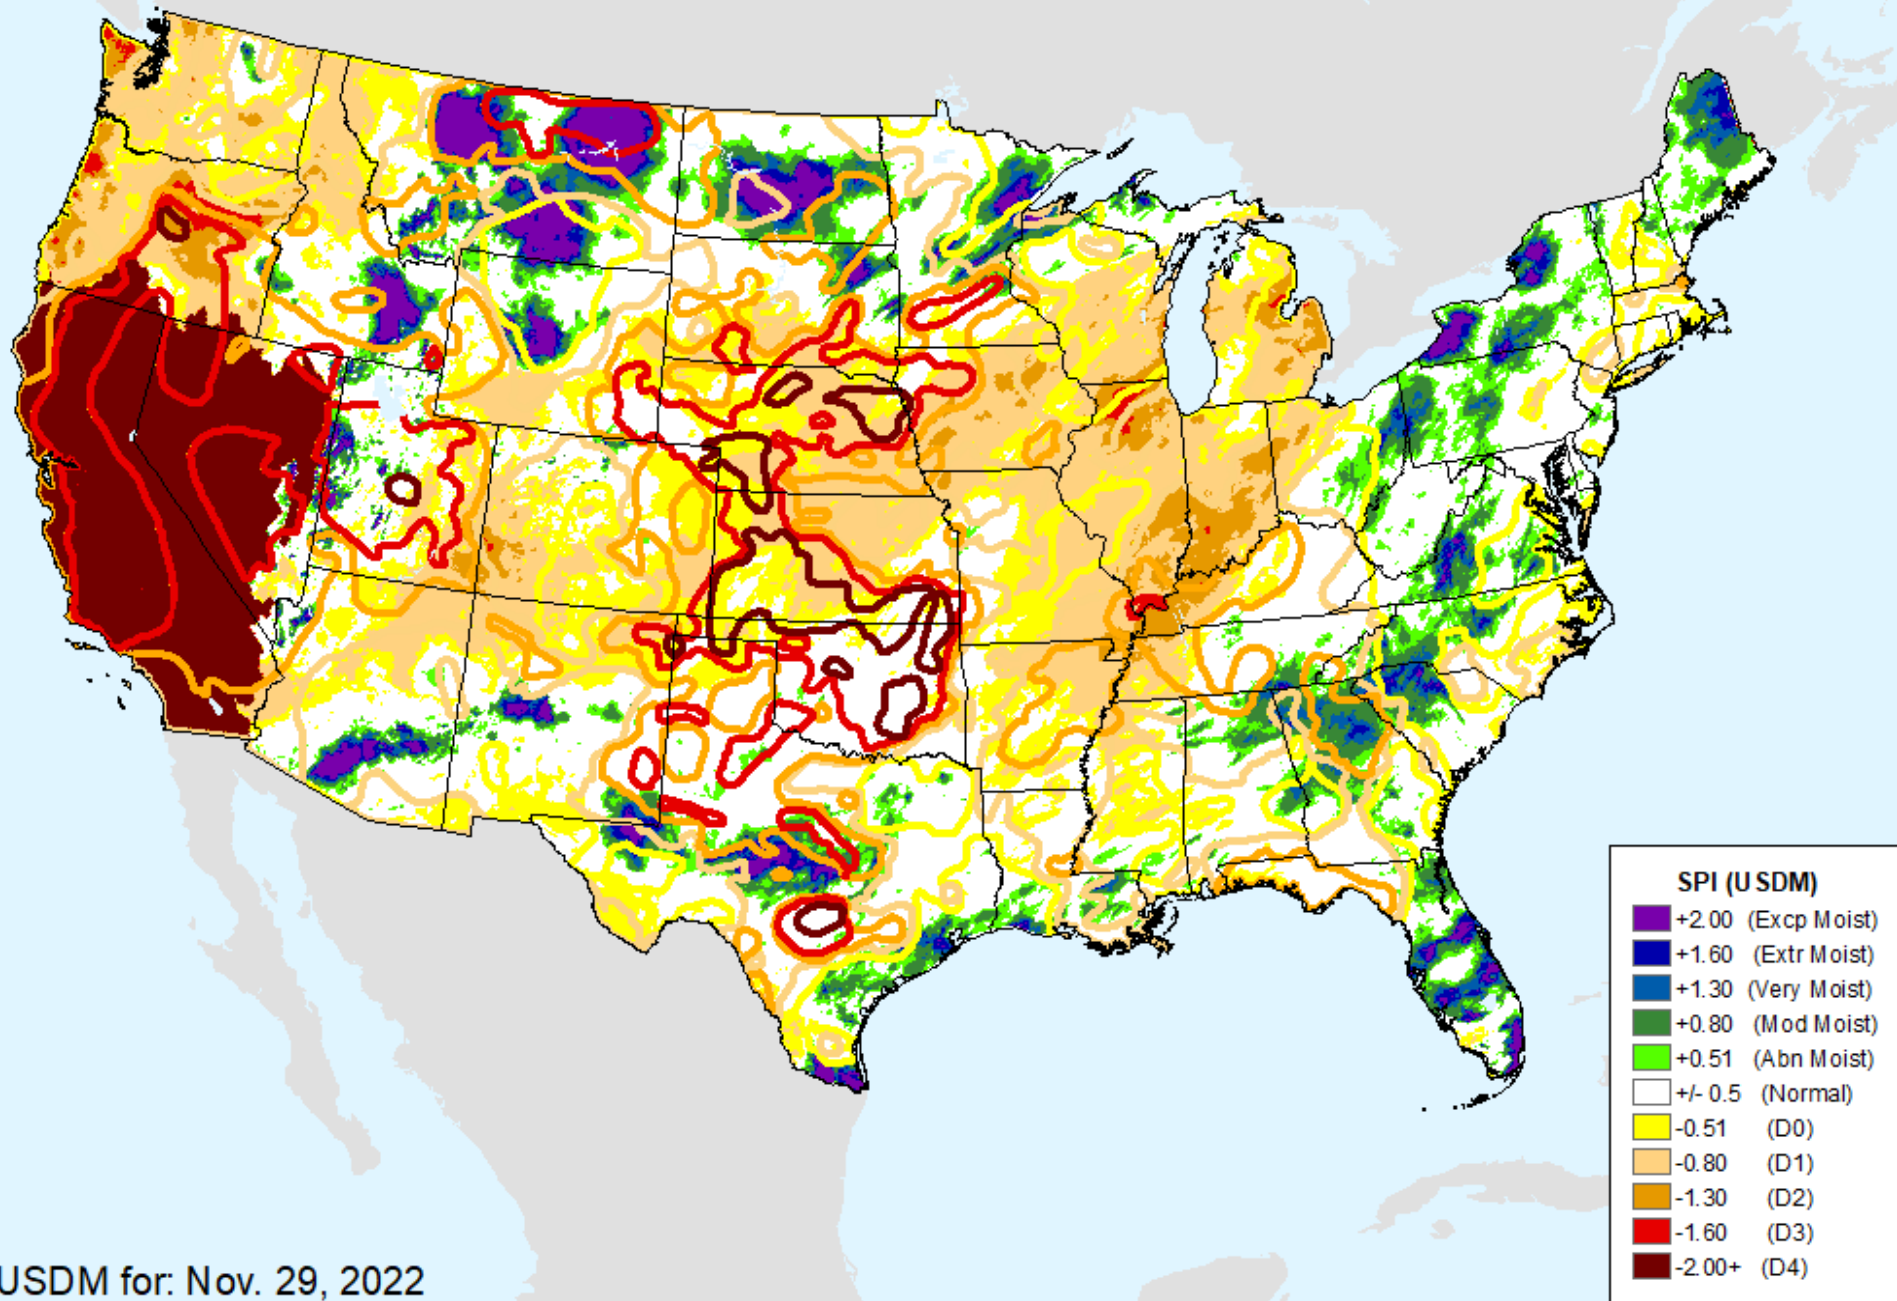 SPI (USDM)
+2.00 (Excp Moist)
+1.60 (Extr Moist)
+1.30 (Very Moist)
+0.80 (Mod Moist)
+0.51 (Abn Moist)
+/- 0.5 (Normal)
-0.51 (D0)
-0.80 (D1)
-1.30 (D2)
-1.60 (D3)
-2.00+ (D4)
USDM for: Nov. 29, 2022